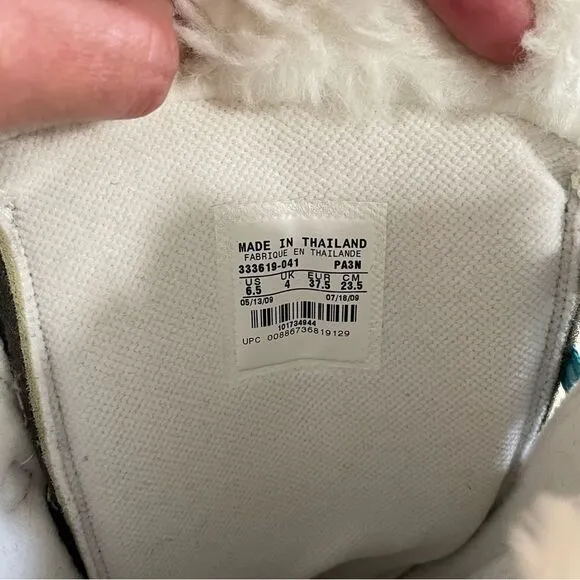 MADE IN THAILAND
FABRIQUE EN THAILANDE
333619-041 PA3N
US UK EUR CM
6.5 4 37.5 23.5
05/13/09 07/18/09
101734944
UPC 00886736819129